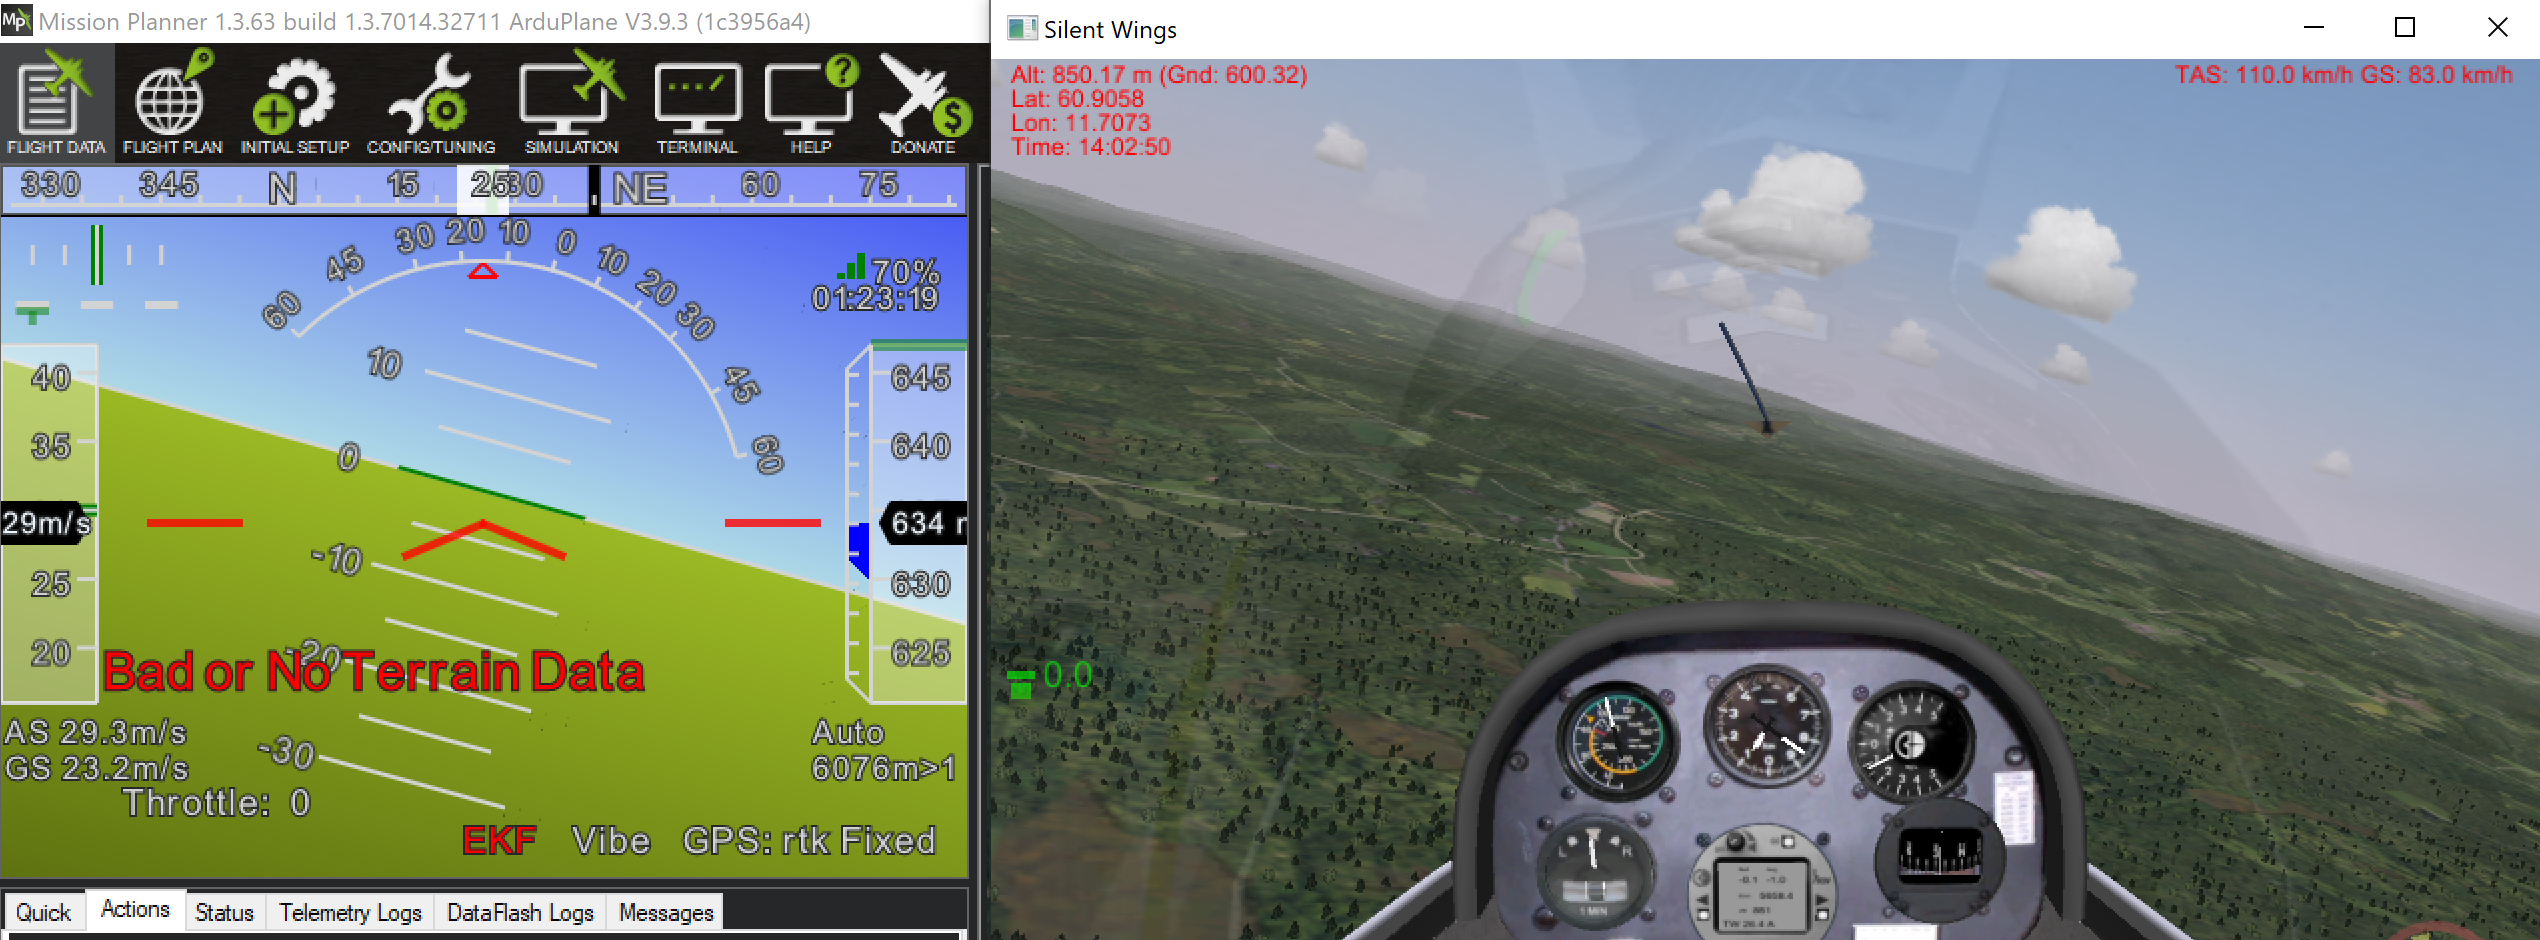 Mission Planner 1.3.63 build 1.3.7014.32711 ArduPlane V3.9.3 (1c3956a4)
FLIGHT DATA FLIGHT PLAN INITIAL SETUP CONFIG/TUNING SIMULATION TERMINAL HELP DONATE
330 345 N 15 25 30 NE 60 75
60 45 30 20 10 0 10 20 30 45 60
70%
01:23:19
10
0
-10
-20
-30
40
35
29m/s
25
20
645
640
634
630
625
Bad or No Terrain Data
AS 29.3m/s
GS 23.2m/s
Throttle: 0
Auto
6076m>1
EKF Vibe GPS: rtk Fixed
Quick Actions Status Telemetry Logs DataFlash Logs Messages
Silent Wings
Alt: 850.17 m (Gnd: 600.32)
Lat: 60.9058
Lon: 11.7073
Time: 14:02:50
TAS: 110.0 km/h GS: 83.0 km/h
0.0
L R
1 MIN